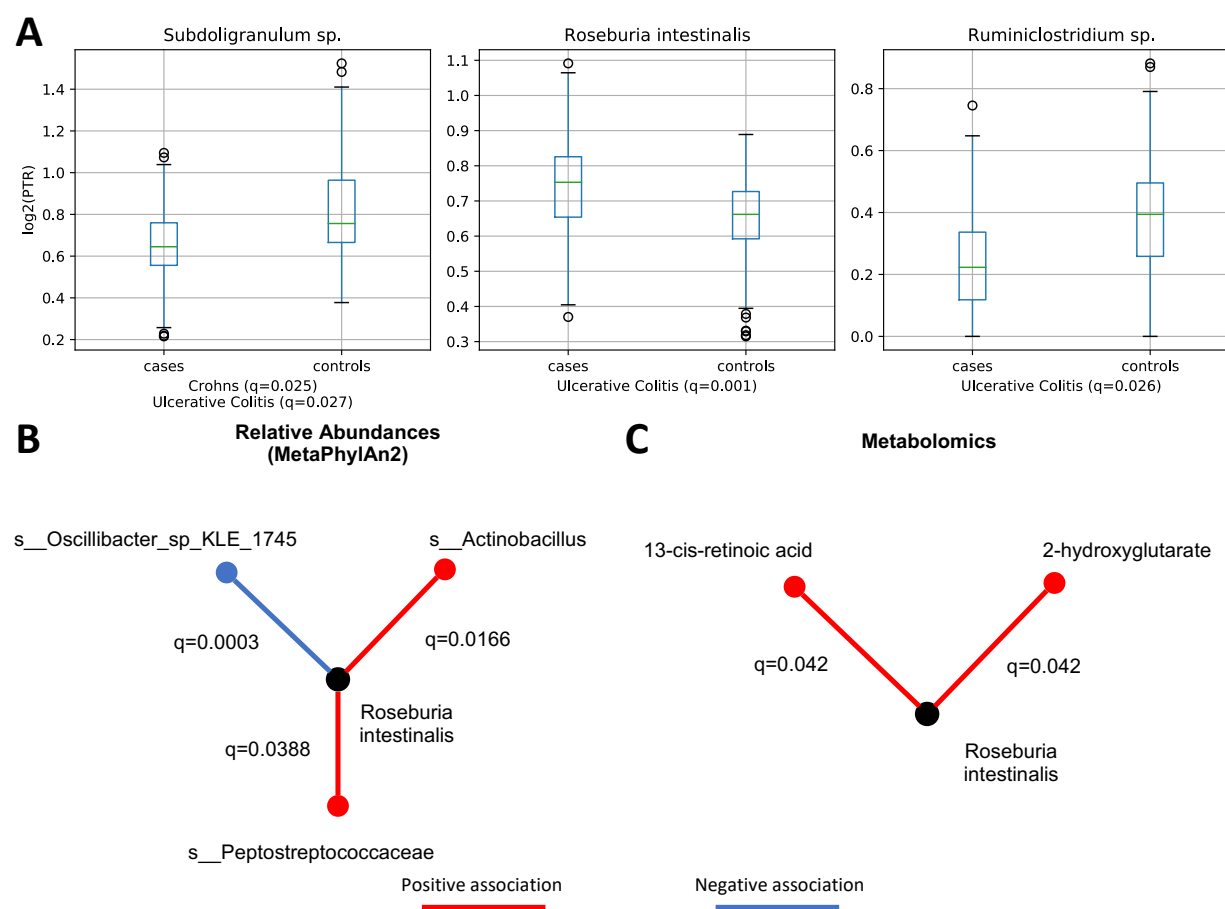 A
Subdoligranulum sp.
log2(PTR)
1.4
1.2
1.0
0.8
0.6
0.4
0.2
cases
controls
Crohns (q=0.025)
Ulcerative Colitis (q=0.027)
Roseburia intestinalis
1.1
1.0
0.9
0.8
0.7
0.6
0.5
0.4
0.3
cases
controls
Ulcerative Colitis (q=0.001)
Ruminiclostridium sp.
0.8
0.6
0.4
0.2
0.0
cases
controls
Ulcerative Colitis (q=0.026)
B
Relative Abundances
(MetaPhylAn2)
s__Oscillibacter_sp_KLE_1745
s__Actinobacillus
q=0.0003
q=0.0166
Roseburia
intestinalis
q=0.0388
s__Peptostreptococcaceae
C
Metabolomics
13-cis-retinoic acid
2-hydroxyglutarate
q=0.042
q=0.042
Roseburia
intestinalis
Positive association
Negative association